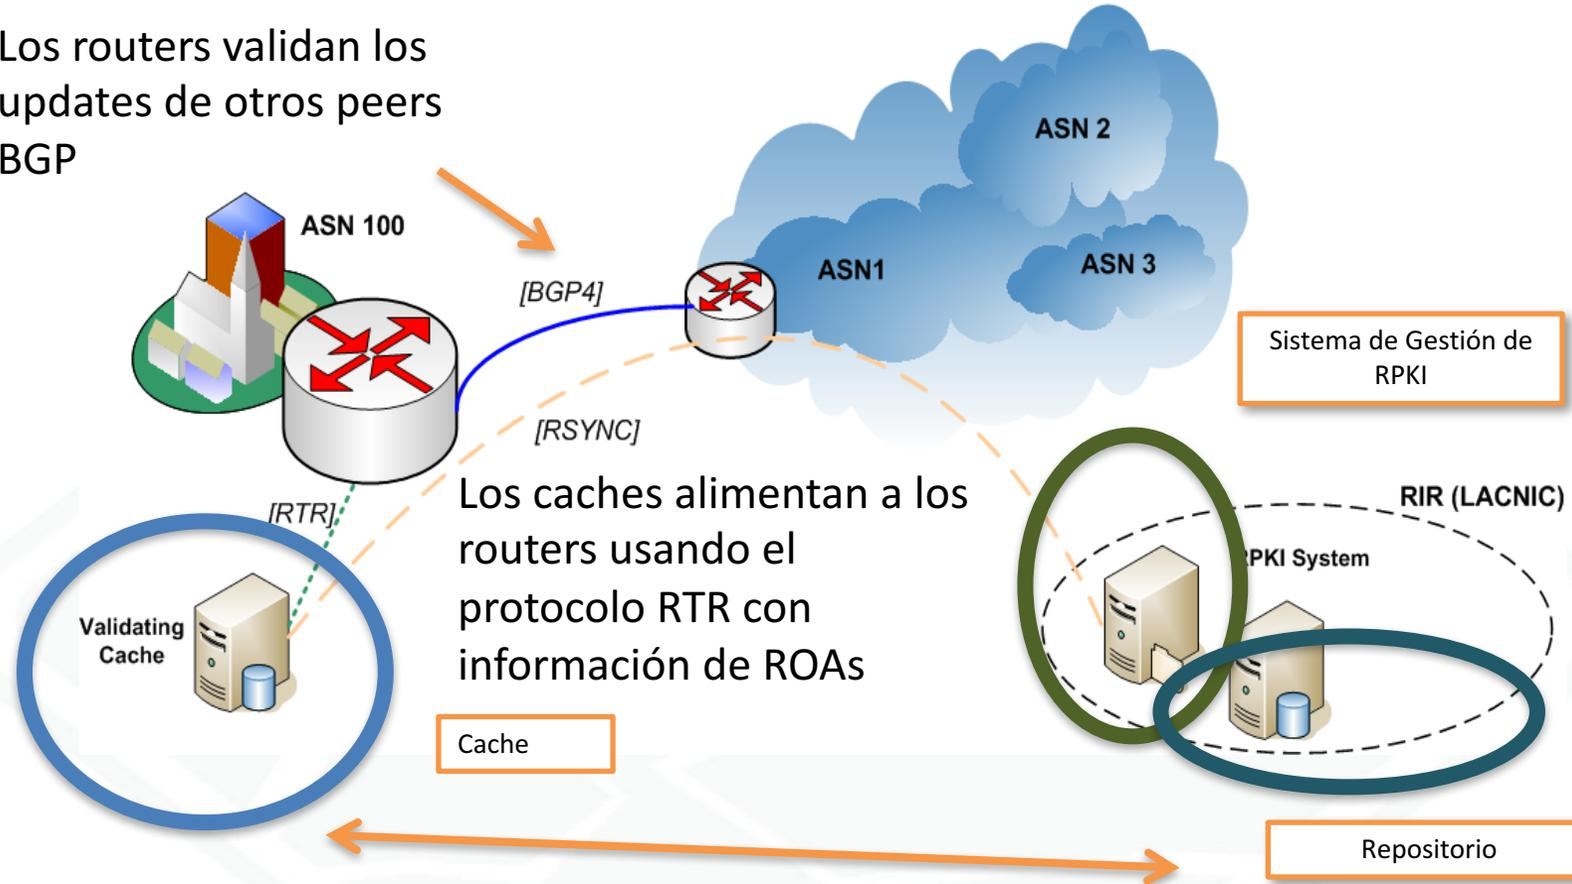 Los routers validan los
updates de otros peers
BGP
ASN 2
ASN 100
ASN1
ASN 3
[BGP4]
Sistema de Gestión de
RPKI
[RSYNC]
Los caches alimentan a los
routers usando el
protocolo RTR con
información de ROAs
RIR (LACNIC)
[RTR]
RPKI System
Validating
Cache
Cache
Repositorio